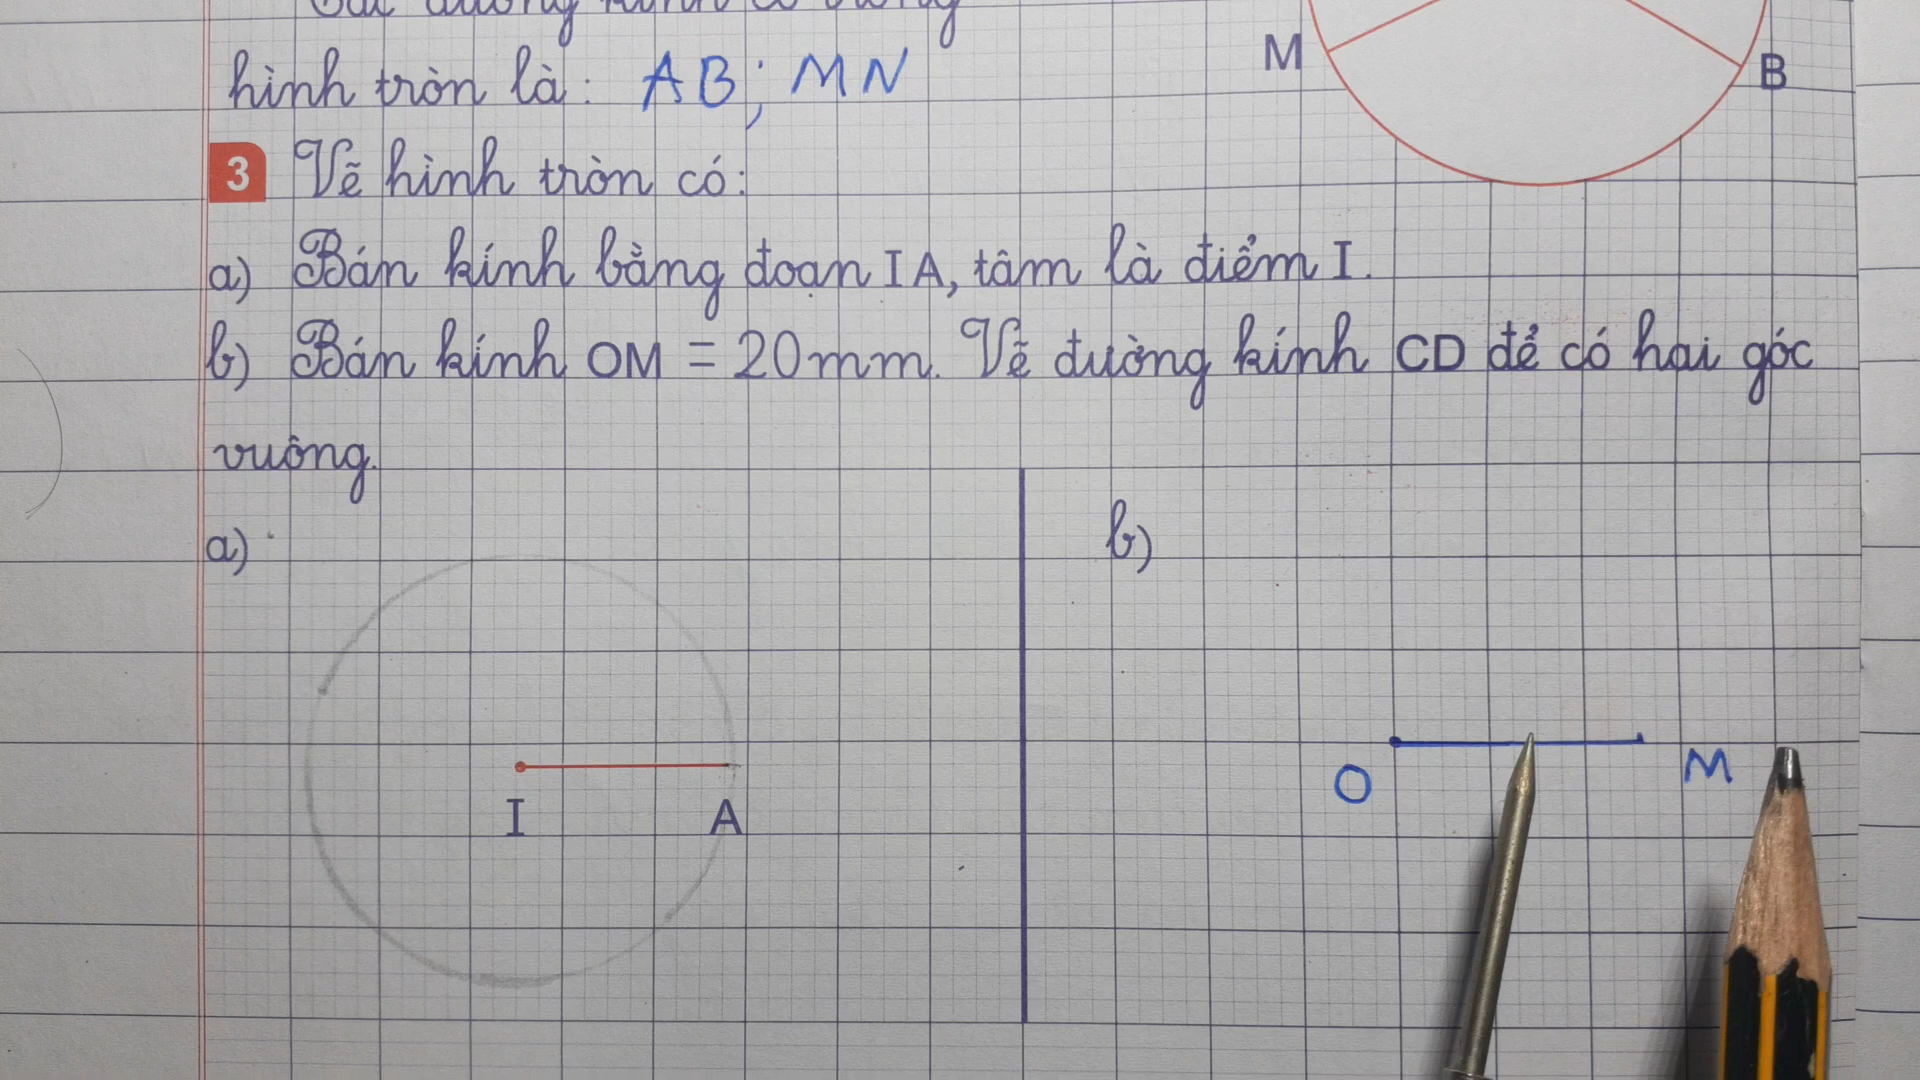 hình tròn là: AB; MN
M
B
3 Vẽ hình tròn có:
a) Bán kính bằng đoạn IA, tâm là điểm I.
b) Bán kính OM = 20mm. Vẽ đường kính CD để có hai góc
vuông.
a)
b)
I
A
O
M